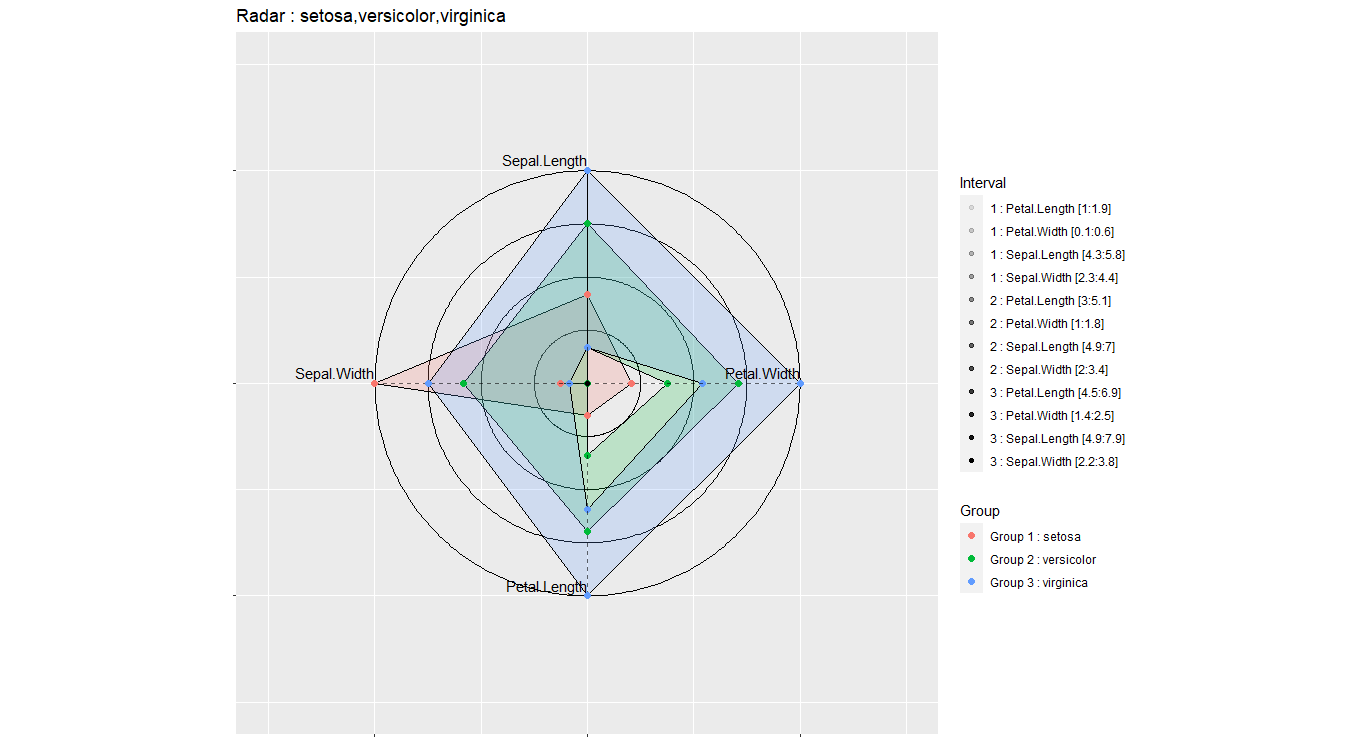 Radar : setosa,versicolor,virginica
Sepal.Length
Sepal.Width
Petal.Width
Petal.Length
Interval
1 : Petal.Length [1:1.9]
1 : Petal.Width [0.1:0.6]
1 : Sepal.Length [4.3:5.8]
1 : Sepal.Width [2.3:4.4]
2 : Petal.Length [3:5.1]
2 : Petal.Width [1:1.8]
2 : Sepal.Length [4.9:7]
2 : Sepal.Width [2:3.4]
3 : Petal.Length [4.5:6.9]
3 : Petal.Width [1.4:2.5]
3 : Sepal.Length [4.9:7.9]
3 : Sepal.Width [2.2:3.8]
Group
Group 1 : setosa
Group 2 : versicolor
Group 3 : virginica